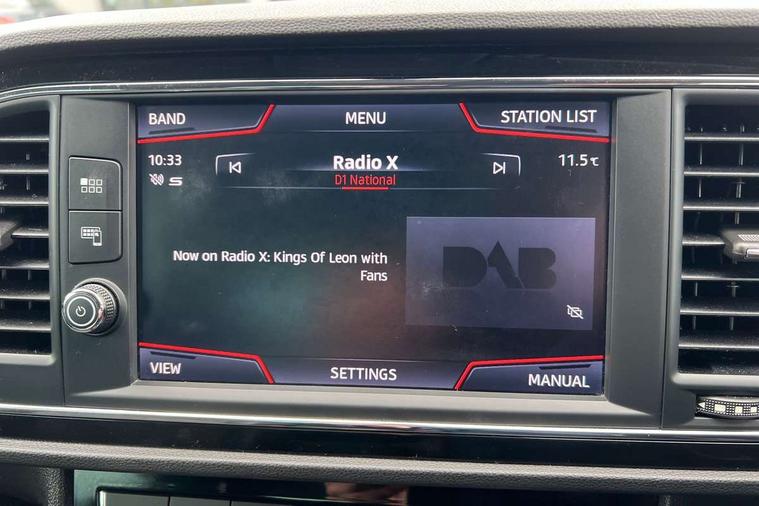 BAND
MENU
STATION LIST
10:33
Radio X
11.5°C
S
D1 National
Now on Radio X: Kings Of Leon with
Fans
DAB
VIEW
SETTINGS
MANUAL